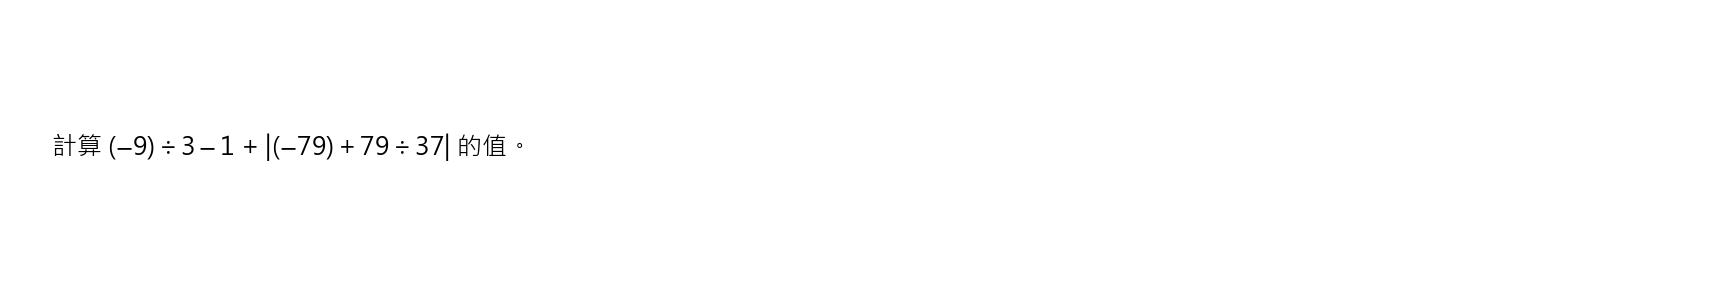 計算 (–9) ÷ 3 – 1 + |(–79) + 79 ÷ 37| 的值。